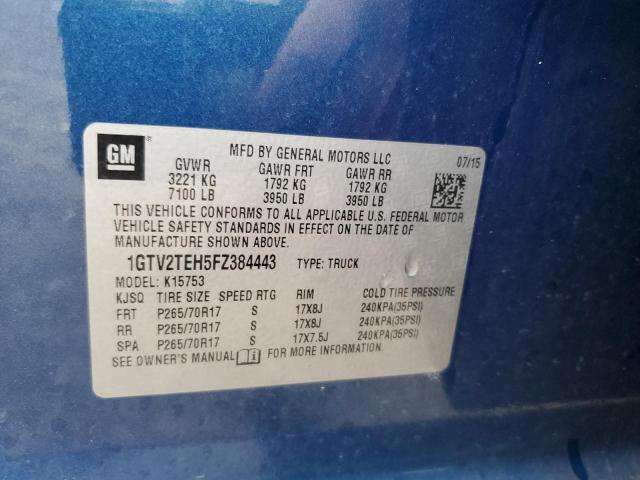 GM
MFD BY GENERAL MOTORS LLC 07/15
GVWR GAWR FRT GAWR RR
3221 KG 1792 KG 1792 KG
7100 LB 3950 LB 3950 LB
THIS VEHICLE CONFORMS TO ALL APPLICABLE U.S. FEDERAL MOTOR
VEHICLE SAFETY STANDARDS IN EFFECT ON THE DATE OF
MANUFACTURE SHOWN ABOVE.
1GTV2TEH5FZ384443 TYPE: TRUCK
MODEL: K15753
KJSQ TIRE SIZE SPEED RTG RIM COLD TIRE PRESSURE
FRT P265/70R17 S 17X8J 240KPA(35PSI)
RR P265/70R17 S 17X8J 240KPA(35PSI)
SPA P265/70R17 S 17X7.5J 240KPA(35PSI)
SEE OWNER'S MANUAL FOR MORE INFORMATION.